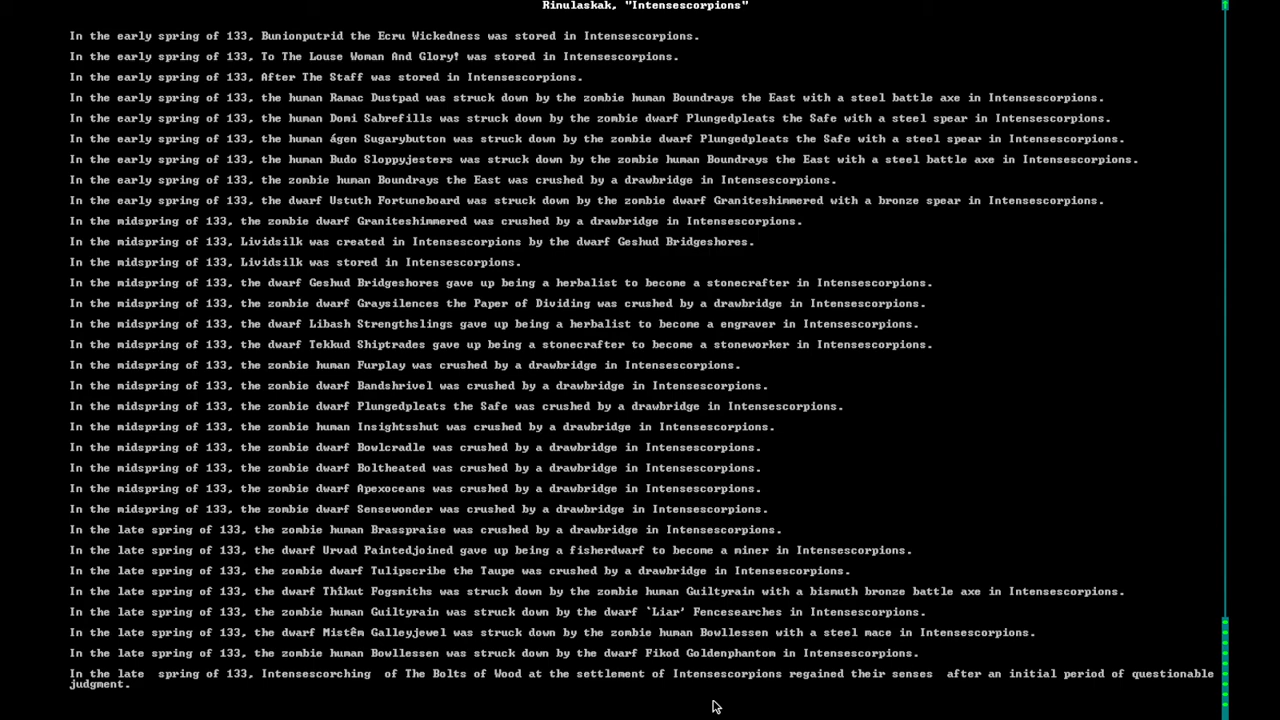 Rinulaskak, "Intensescorpions"
In the early spring of 133, Bunionputrid the Ecru Wickedness was stored in Intensescorpions.
In the early spring of 133, To The Louse Woman And Glory! was stored in Intensescorpions.
In the early spring of 133, After The Staff was stored in Intensescorpions.
In the early spring of 133, the human Ramac Dustpad was struck down by the zombie human Boundrays the East with a steel battle axe in Intensescorpions.
In the early spring of 133, the human Domi Sabrefills was struck down by the zombie dwarf Plungedpleats the Safe with a steel spear in Intensescorpions.
In the early spring of 133, the human ágen Sugarybutton was struck down by the zombie dwarf Plungedpleats the Safe with a steel spear in Intensescorpions.
In the early spring of 133, the human Budo Sloppyjesters was struck down by the zombie human Boundrays the East with a steel battle axe in Intensescorpions.
In the early spring of 133, the zombie human Boundrays the East was crushed by a drawbridge in Intensescorpions.
In the early spring of 133, the dwarf Ustuth Fortuneboard was struck down by the zombie dwarf Graniteshimmered with a bronze spear in Intensescorpions.
In the midspring of 133, the zombie dwarf Graniteshimmered was crushed by a drawbridge in Intensescorpions.
In the midspring of 133, Lividsilk was created in Intensescorpions by the dwarf Geshud Bridgeshores.
In the midspring of 133, Lividsilk was stored in Intensescorpions.
In the midspring of 133, the dwarf Geshud Bridgeshores gave up being a herbalist to become a stonecrafter in Intensescorpions.
In the midspring of 133, the zombie dwarf Graysilences the Paper of Dividing was crushed by a drawbridge in Intensescorpions.
In the midspring of 133, the dwarf Libash Strengthslings gave up being a herbalist to become a engraver in Intensescorpions.
In the midspring of 133, the dwarf Tekkud Shiptrades gave up being a stonecrafter to become a stoneworker in Intensescorpions.
In the midspring of 133, the zombie human Furplay was crushed by a drawbridge in Intensescorpions.
In the midspring of 133, the zombie dwarf Bandshrivel was crushed by a drawbridge in Intensescorpions.
In the midspring of 133, the zombie dwarf Plungedpleats the Safe was crushed by a drawbridge in Intensescorpions.
In the midspring of 133, the zombie human Insightsshut was crushed by a drawbridge in Intensescorpions.
In the midspring of 133, the zombie dwarf Bowlcradle was crushed by a drawbridge in Intensescorpions.
In the midspring of 133, the zombie dwarf Boltheated was crushed by a drawbridge in Intensescorpions.
In the midspring of 133, the zombie dwarf Apexoceans was crushed by a drawbridge in Intensescorpions.
In the midspring of 133, the zombie dwarf Sensewonder was crushed by a drawbridge in Intensescorpions.
In the late spring of 133, the zombie human Brasspraise was crushed by a drawbridge in Intensescorpions.
In the late spring of 133, the dwarf Urvad Paintedjoined gave up being a fisherdwarf to become a miner in Intensescorpions.
In the late spring of 133, the zombie dwarf Tulipscribe the Taupe was crushed by a drawbridge in Intensescorpions.
In the late spring of 133, the dwarf Thîkut Fogsmiths was struck down by the zombie human Guiltyrain with a bismuth bronze battle axe in Intensescorpions.
In the late spring of 133, the zombie human Guiltyrain was struck down by the dwarf `Liar' Fencesearches in Intensescorpions.
In the late spring of 133, the dwarf Mistêm Galleyjewel was struck down by the zombie human Bowllessen with a steel mace in Intensescorpions.
In the late spring of 133, the zombie human Bowllessen was struck down by the dwarf Fikod Goldenphantom in Intensescorpions.
In the late  spring of 133, Intensescorching  of The Bolts of Wood at the settlement of Intensescorpions regained their senses  after an initial period of questionable
judgment.